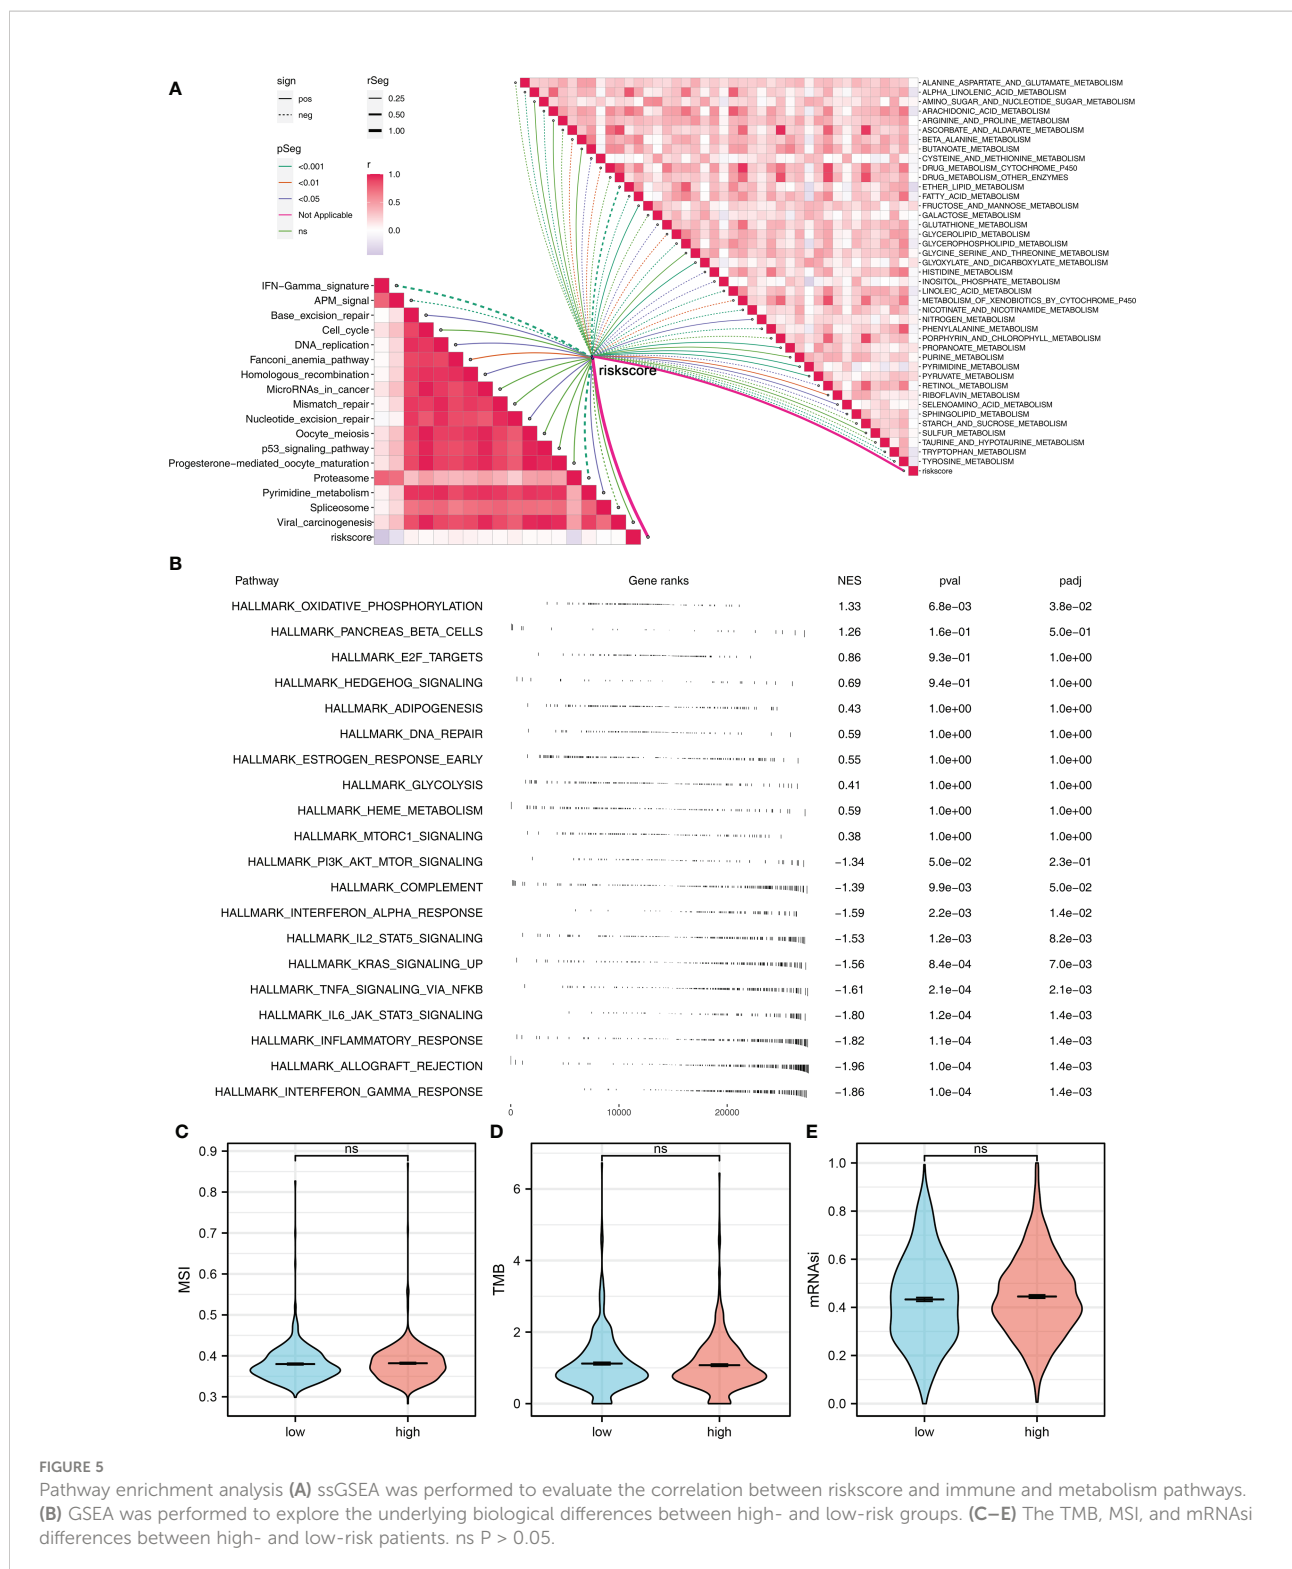 A
sign
pos
neg
rSeg
0.25
0.50
1.00
pSeg
<0.001
<0.01
<0.05
Not Applicable
ns
r
1.0
0.5
0.0
IFN−Gamma_signature
APM_signal
Base_excision_repair
Cell_cycle
DNA_replication
Fanconi_anemia_pathway
Homologous_recombination
MicroRNAs_in_cancer
Mismatch_repair
Nucleotide_excision_repair
Oocyte_meiosis
p53_signaling_pathway
Progesterone−mediated_oocyte_maturation
Proteasome
Pyrimidine_metabolism
Spliceosome
Viral_carcinogenesis
riskscore
riskscore
ALANINE_ASPARTATE_AND_GLUTAMATE_METABOLISM
ALPHA_LINOLENIC_ACID_METABOLISM
AMINO_SUGAR_AND_NUCLEOTIDE_SUGAR_METABOLISM
ARACHIDONIC_ACID_METABOLISM
ARGININE_AND_PROLINE_METABOLISM
ASCORBATE_AND_ALDARATE_METABOLISM
BETA_ALANINE_METABOLISM
BUTANOATE_METABOLISM
CYSTEINE_AND_METHIONINE_METABOLISM
DRUG_METABOLISM_CYTOCHROME_P450
DRUG_METABOLISM_OTHER_ENZYMES
ETHER_LIPID_METABOLISM
FATTY_ACID_METABOLISM
FRUCTOSE_AND_MANNOSE_METABOLISM
GALACTOSE_METABOLISM
GLUTATHIONE_METABOLISM
GLYCEROLIPID_METABOLISM
GLYCEROPHOSPHOLIPID_METABOLISM
GLYCINE_SERINE_AND_THREONINE_METABOLISM
GLYOXYLATE_AND_DICARBOXYLATE_METABOLISM
HISTIDINE_METABOLISM
INOSITOL_PHOSPHATE_METABOLISM
LINOLEIC_ACID_METABOLISM
METABOLISM_OF_XENOBIOTICS_BY_CYTOCHROME_P450
NICOTINATE_AND_NICOTINAMIDE_METABOLISM
NITROGEN_METABOLISM
PHENYLALANINE_METABOLISM
PORPHYRIN_AND_CHLOROPHYLL_METABOLISM
PROPANOATE_METABOLISM
PURINE_METABOLISM
PYRIMIDINE_METABOLISM
PYRUVATE_METABOLISM
RETINOL_METABOLISM
RIBOFLAVIN_METABOLISM
SELENOAMINO_ACID_METABOLISM
SPHINGOLIPID_METABOLISM
STARCH_AND_SUCROSE_METABOLISM
SULFUR_METABOLISM
TAURINE_AND_HYPOTAURINE_METABOLISM
TRYPTOPHAN_METABOLISM
TYROSINE_METABOLISM
riskscore
B
Pathway Gene ranks NES pval padj
HALLMARK_OXIDATIVE_PHOSPHORYLATION 1.33 6.8e−03 3.8e−02
HALLMARK_PANCREAS_BETA_CELLS 1.26 1.6e−01 5.0e−01
HALLMARK_E2F_TARGETS 0.86 9.3e−01 1.0e+00
HALLMARK_HEDGEHOG_SIGNALING 0.69 9.4e−01 1.0e+00
HALLMARK_ADIPOGENESIS 0.43 1.0e+00 1.0e+00
HALLMARK_DNA_REPAIR 0.59 1.0e+00 1.0e+00
HALLMARK_ESTROGEN_RESPONSE_EARLY 0.55 1.0e+00 1.0e+00
HALLMARK_GLYCOLYSIS 0.41 1.0e+00 1.0e+00
HALLMARK_HEME_METABOLISM 0.59 1.0e+00 1.0e+00
HALLMARK_MTORC1_SIGNALING 0.38 1.0e+00 1.0e+00
HALLMARK_PI3K_AKT_MTOR_SIGNALING −1.34 5.0e−02 2.3e−01
HALLMARK_COMPLEMENT −1.39 9.9e−03 5.0e−02
HALLMARK_INTERFERON_ALPHA_RESPONSE −1.59 2.2e−03 1.4e−02
HALLMARK_IL2_STAT5_SIGNALING −1.53 1.2e−03 8.2e−03
HALLMARK_KRAS_SIGNALING_UP −1.56 8.4e−04 7.0e−03
HALLMARK_TNFA_SIGNALING_VIA_NFKB −1.61 2.1e−04 2.1e−03
HALLMARK_IL6_JAK_STAT3_SIGNALING −1.80 1.2e−04 1.4e−03
HALLMARK_INFLAMMATORY_RESPONSE −1.82 1.1e−04 1.4e−03
HALLMARK_ALLOGRAFT_REJECTION −1.96 1.0e−04 1.4e−03
HALLMARK_INTERFERON_GAMMA_RESPONSE −1.86 1.0e−04 1.4e−03
0 10000 20000
C
ns
0.9
0.8
0.7
0.6
0.5
0.4
0.3
MSI
low high
D
ns
6
4
2
0
TMB
low high
E
ns
1.0
0.8
0.6
0.4
0.2
0.0
mRNAsi
low high
FIGURE 5
Pathway enrichment analysis (A) ssGSEA was performed to evaluate the correlation between riskscore and immune and metabolism pathways.
(B) GSEA was performed to explore the underlying biological differences between high- and low-risk groups. (C–E) The TMB, MSI, and mRNAsi
differences between high- and low-risk patients. ns P > 0.05.